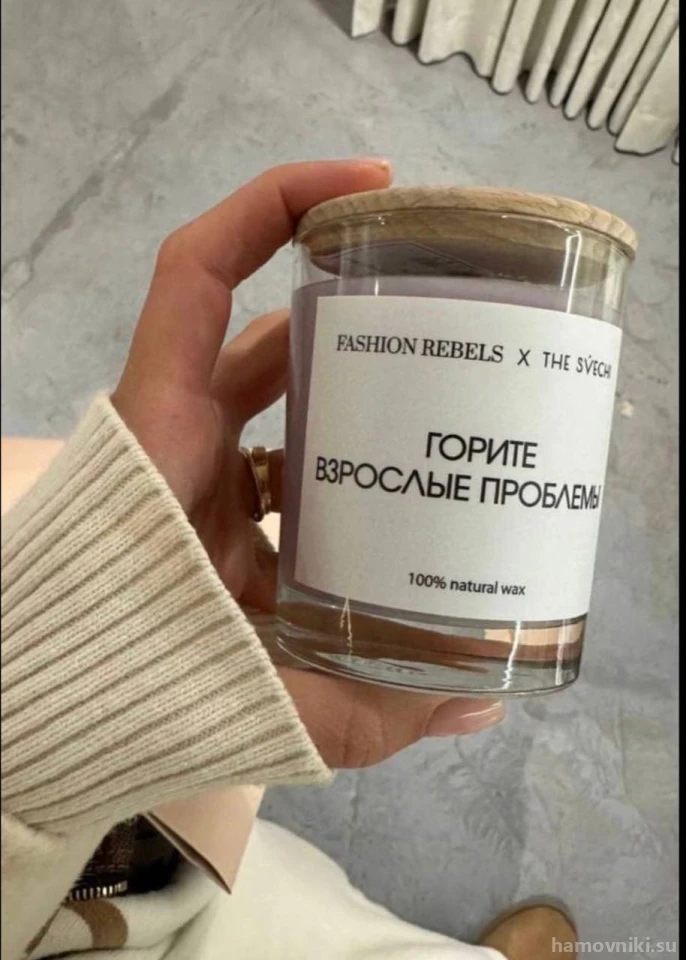 FASHION REBELS X THE SVECHI
ГОРИТЕ
ВЗРОСЛЫЕ ПРОБЛЕМЫ
100% natural wax
hamovniki.su